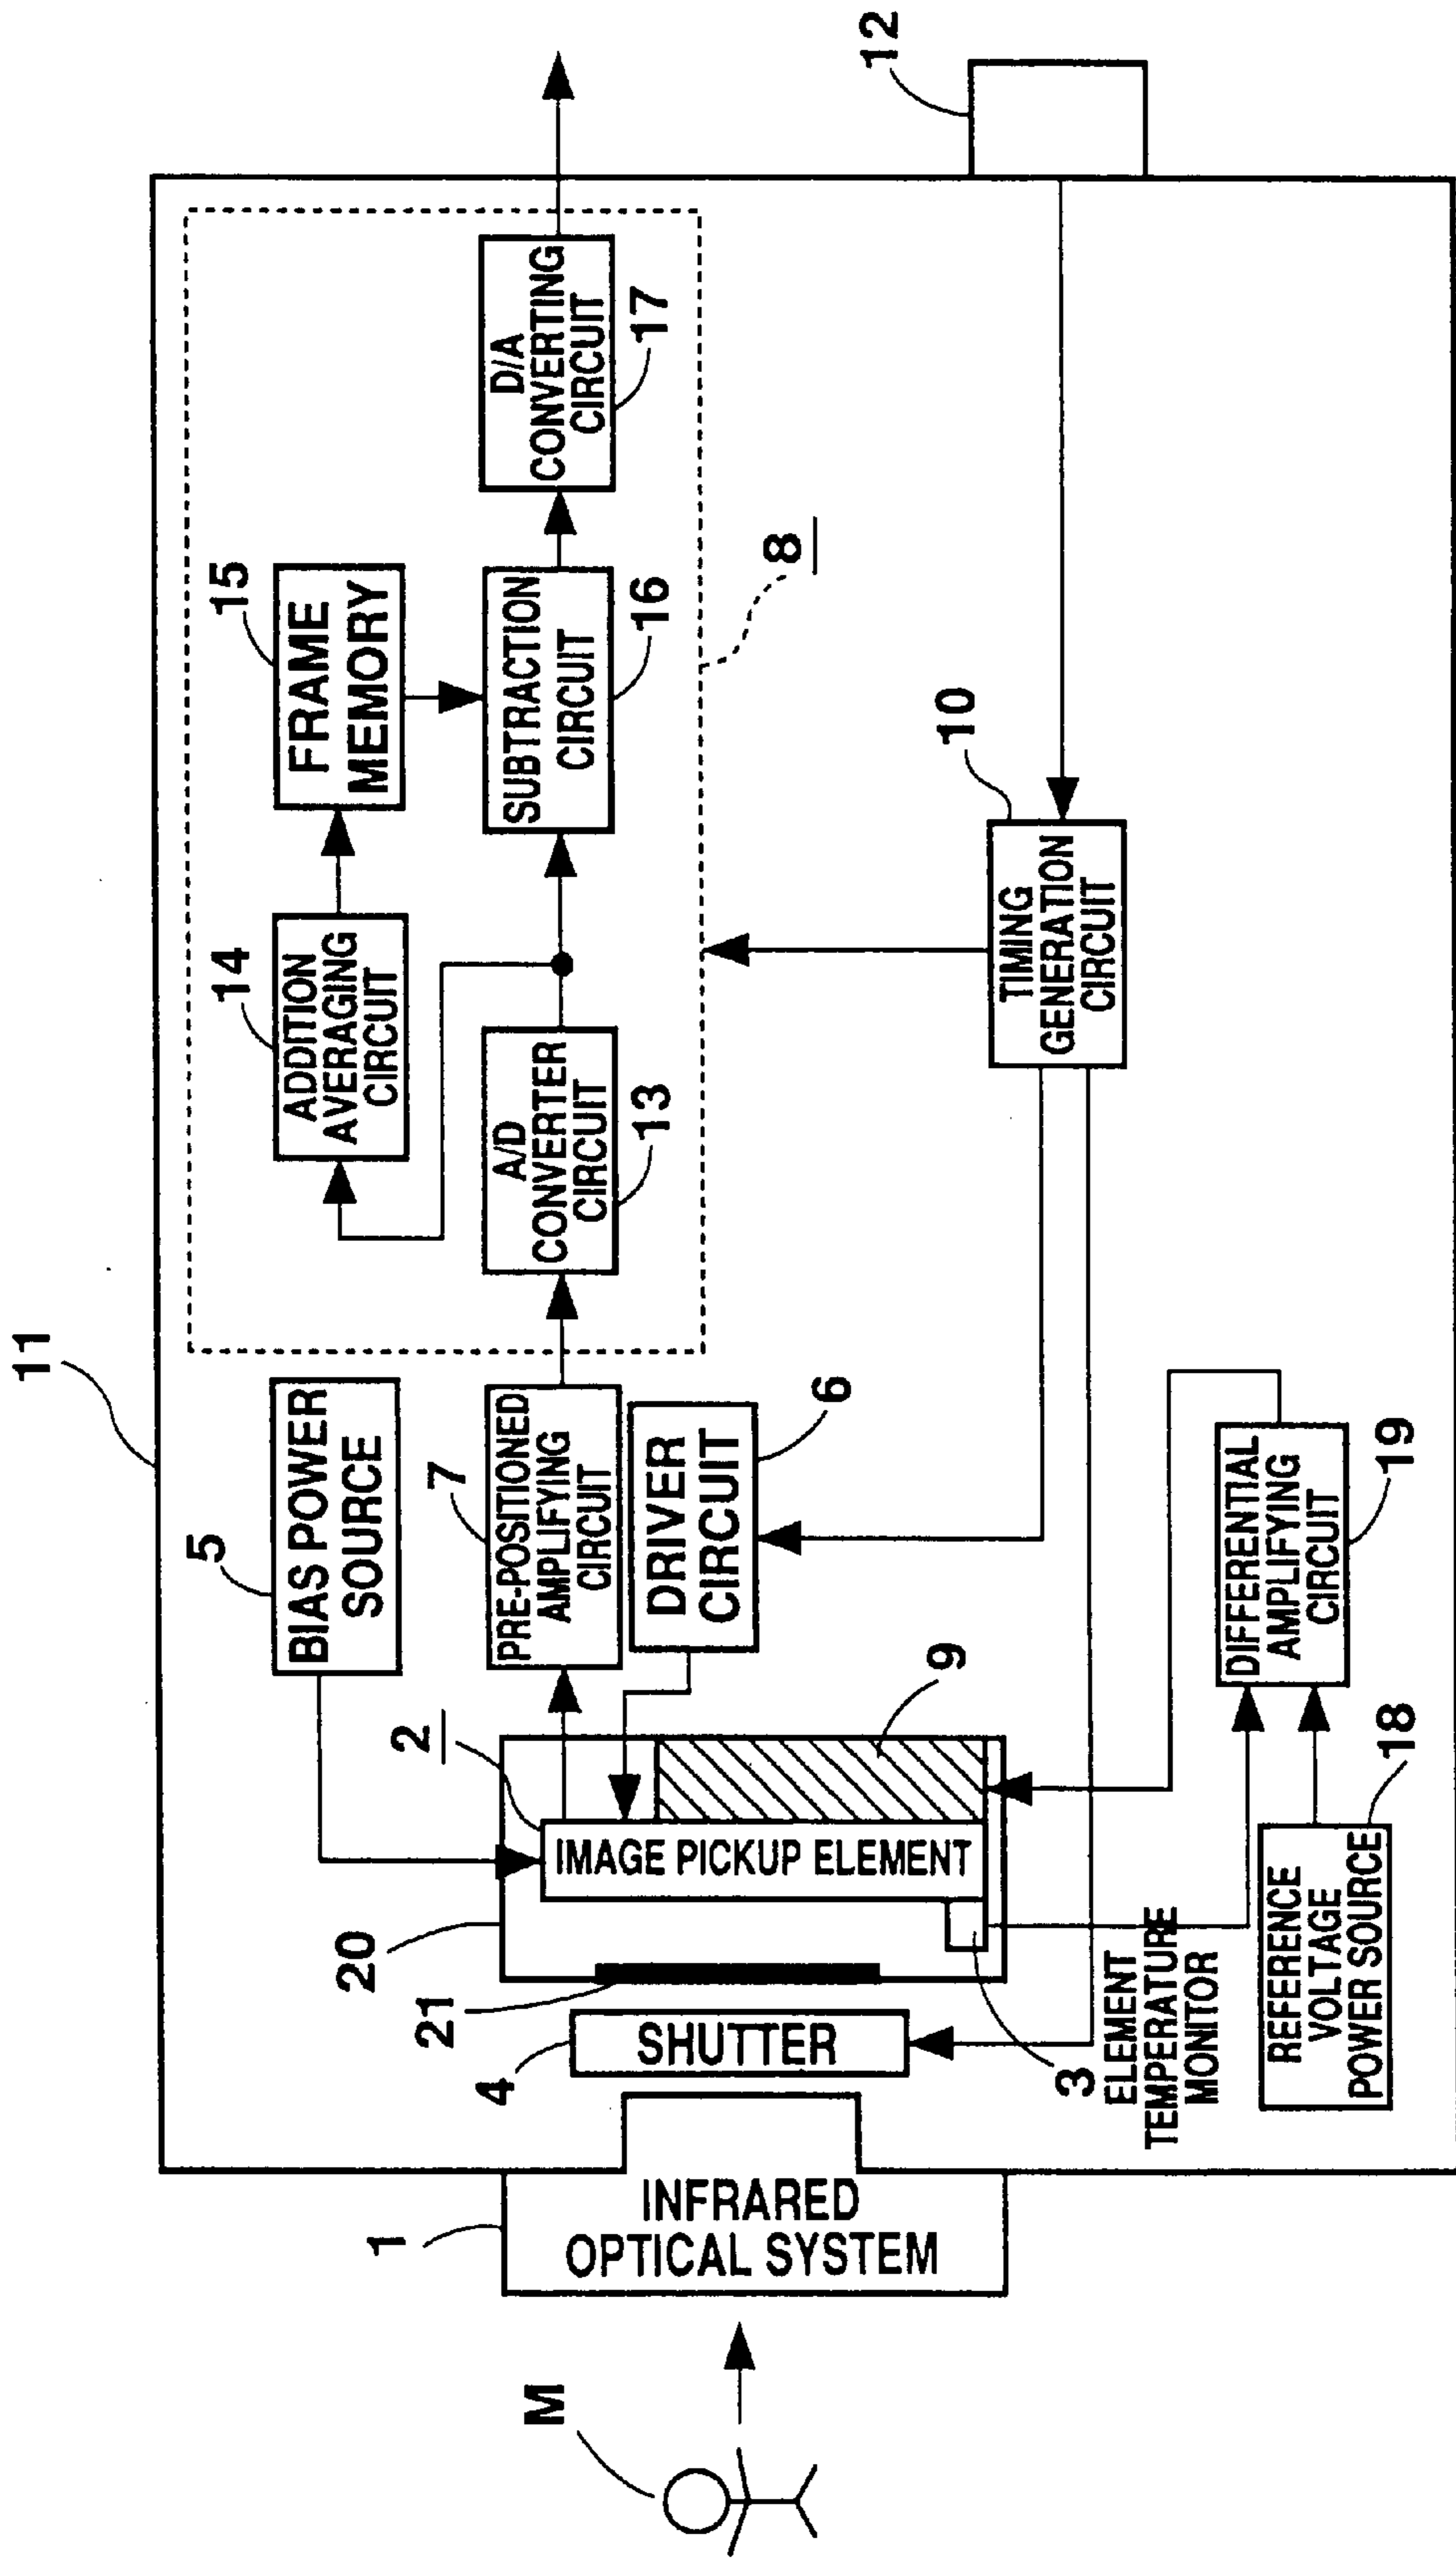 11
12
15
FRAME
MEMORY
14
ADDITION
AVERAGING
CIRCUIT
D/A
CONVERTING
CIRCUIT
17
SUBTRACTION
CIRCUIT
16
A/D
CONVERTER
CIRCUIT
13
8
5
BIAS POWER
SOURCE
7
PRE-POSITIONED
AMPLIFYING
CIRCUIT
DRIVER
CIRCUIT
6
10
TIMING
GENERATION
CIRCUIT
2
9
IMAGE PICKUP ELEMENT
20
21
4
SHUTTER
3
ELEMENT
TEMPERATURE
MONITOR
DIFFERENTIAL
AMPLIFYING
CIRCUIT
19
18
REFERENCE
VOLTAGE
POWER SOURCE
1
INFRARED
OPTICAL SYSTEM
M